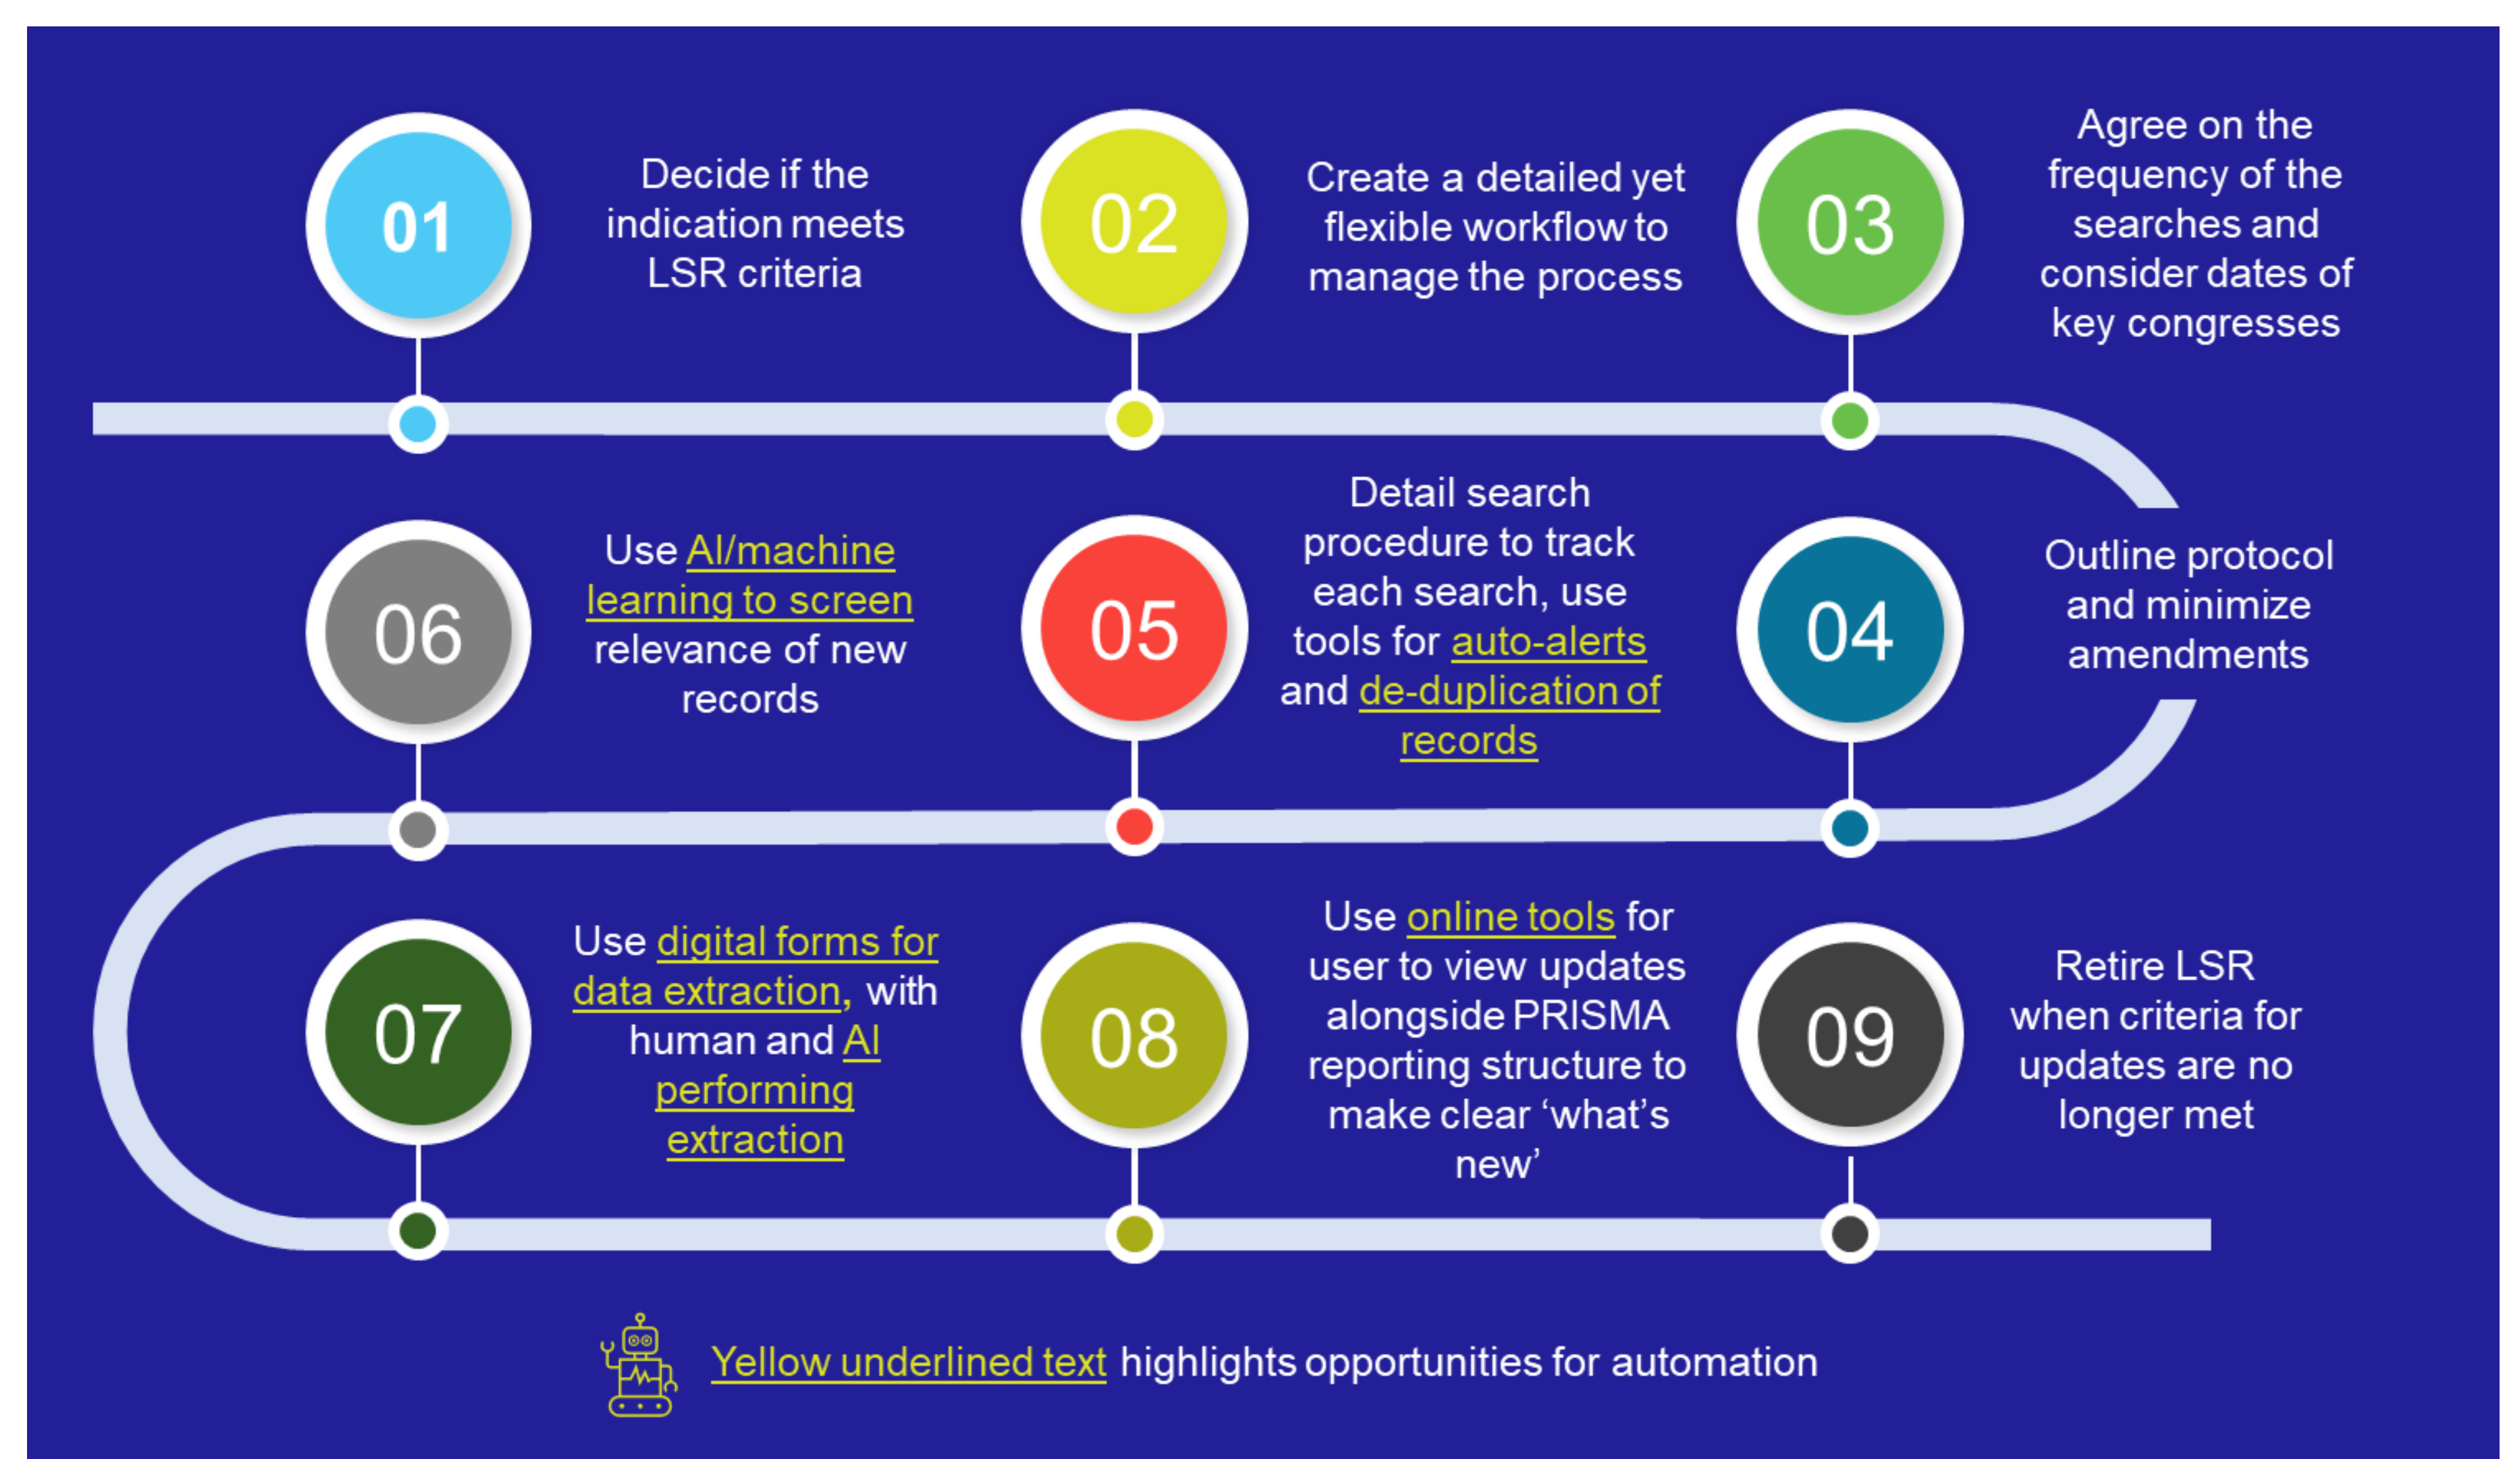 01
Decide if the
indication meets
LSR criteria
02
Create a detailed yet
flexible workflow to
manage the process
03
Agree on the
frequency of the
searches and
consider dates of
key congresses
04
Outline protocol
and minimize
amendments
05
Detail search
procedure to track
each search, use
tools for auto-alerts
and de-duplication of
records
06
Use AI/machine
learning to screen
relevance of new
records
07
Use digital forms for
data extraction, with
human and AI
performing
extraction
08
Use online tools for
user to view updates
alongside PRISMA
reporting structure to
make clear ‘what’s
new’
09
Retire LSR
when criteria for
updates are no
longer met
Yellow underlined text highlights opportunities for automation